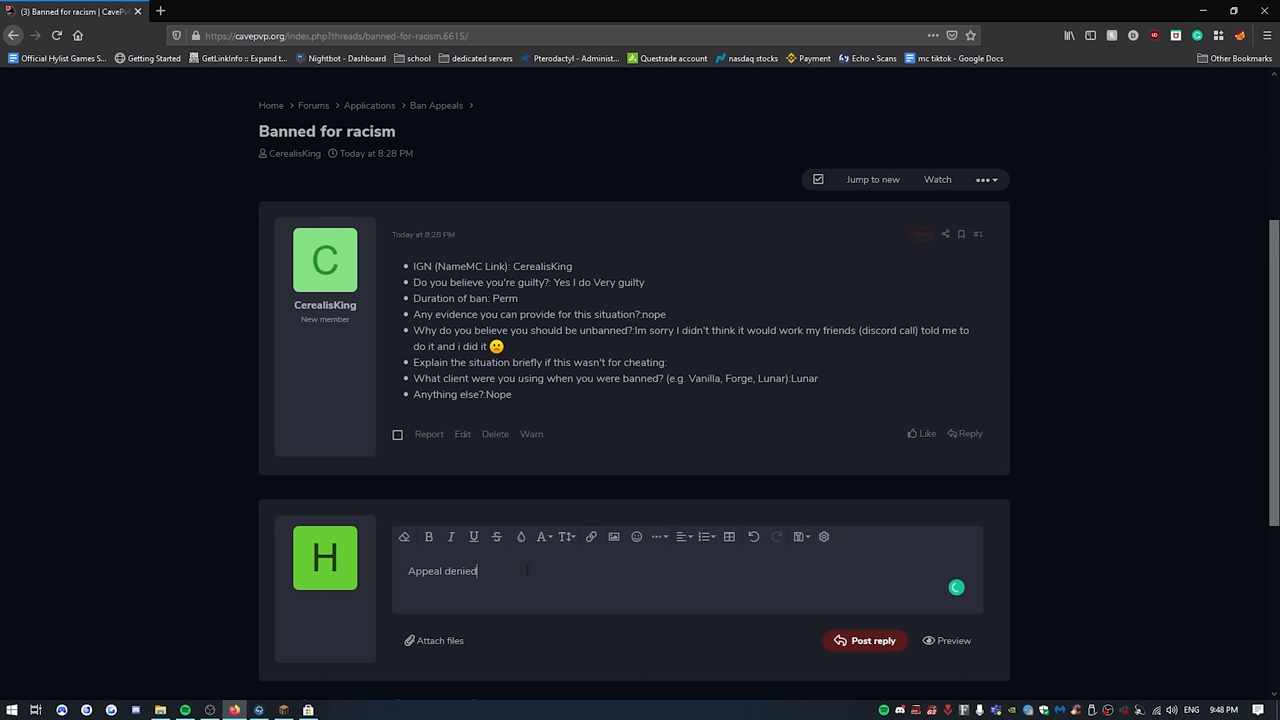 (3) Banned for racism | CavePv
https://cavepvp.org/index.php?threads/banned-for-racism.6615/
Official Hylist Games S... Getting Started GetLinkInfo :: Expand t... Nightbot - Dashboard school dedicated servers Pterodactyl - Administ... Questrade account nasdaq stocks Payment Echo • Scans mc tiktok - Google Docs Other Bookmarks
Home > Forums > Applications > Ban Appeals >
Banned for racism
CerealisKing · Today at 8:28 PM
Jump to new Watch
C
CerealisKing
New member
Today at 8:28 PM #1
• IGN (NameMC Link): CerealisKing
• Do you believe you're guilty?: Yes I do Very guilty
• Duration of ban: Perm
• Any evidence you can provide for this situation?:nope
• Why do you believe you should be unbanned?:Im sorry I didn't think it would work my friends (discord call) told me to
do it and i did it 🙁
• Explain the situation briefly if this wasn't for cheating:
• What client were you using when you were banned? (e.g. Vanilla, Forge, Lunar):Lunar
• Anything else?:Nope
Report Edit Delete Warn Like Reply
H
Appeal denied
Attach files Post reply Preview
ENG 9:48 PM